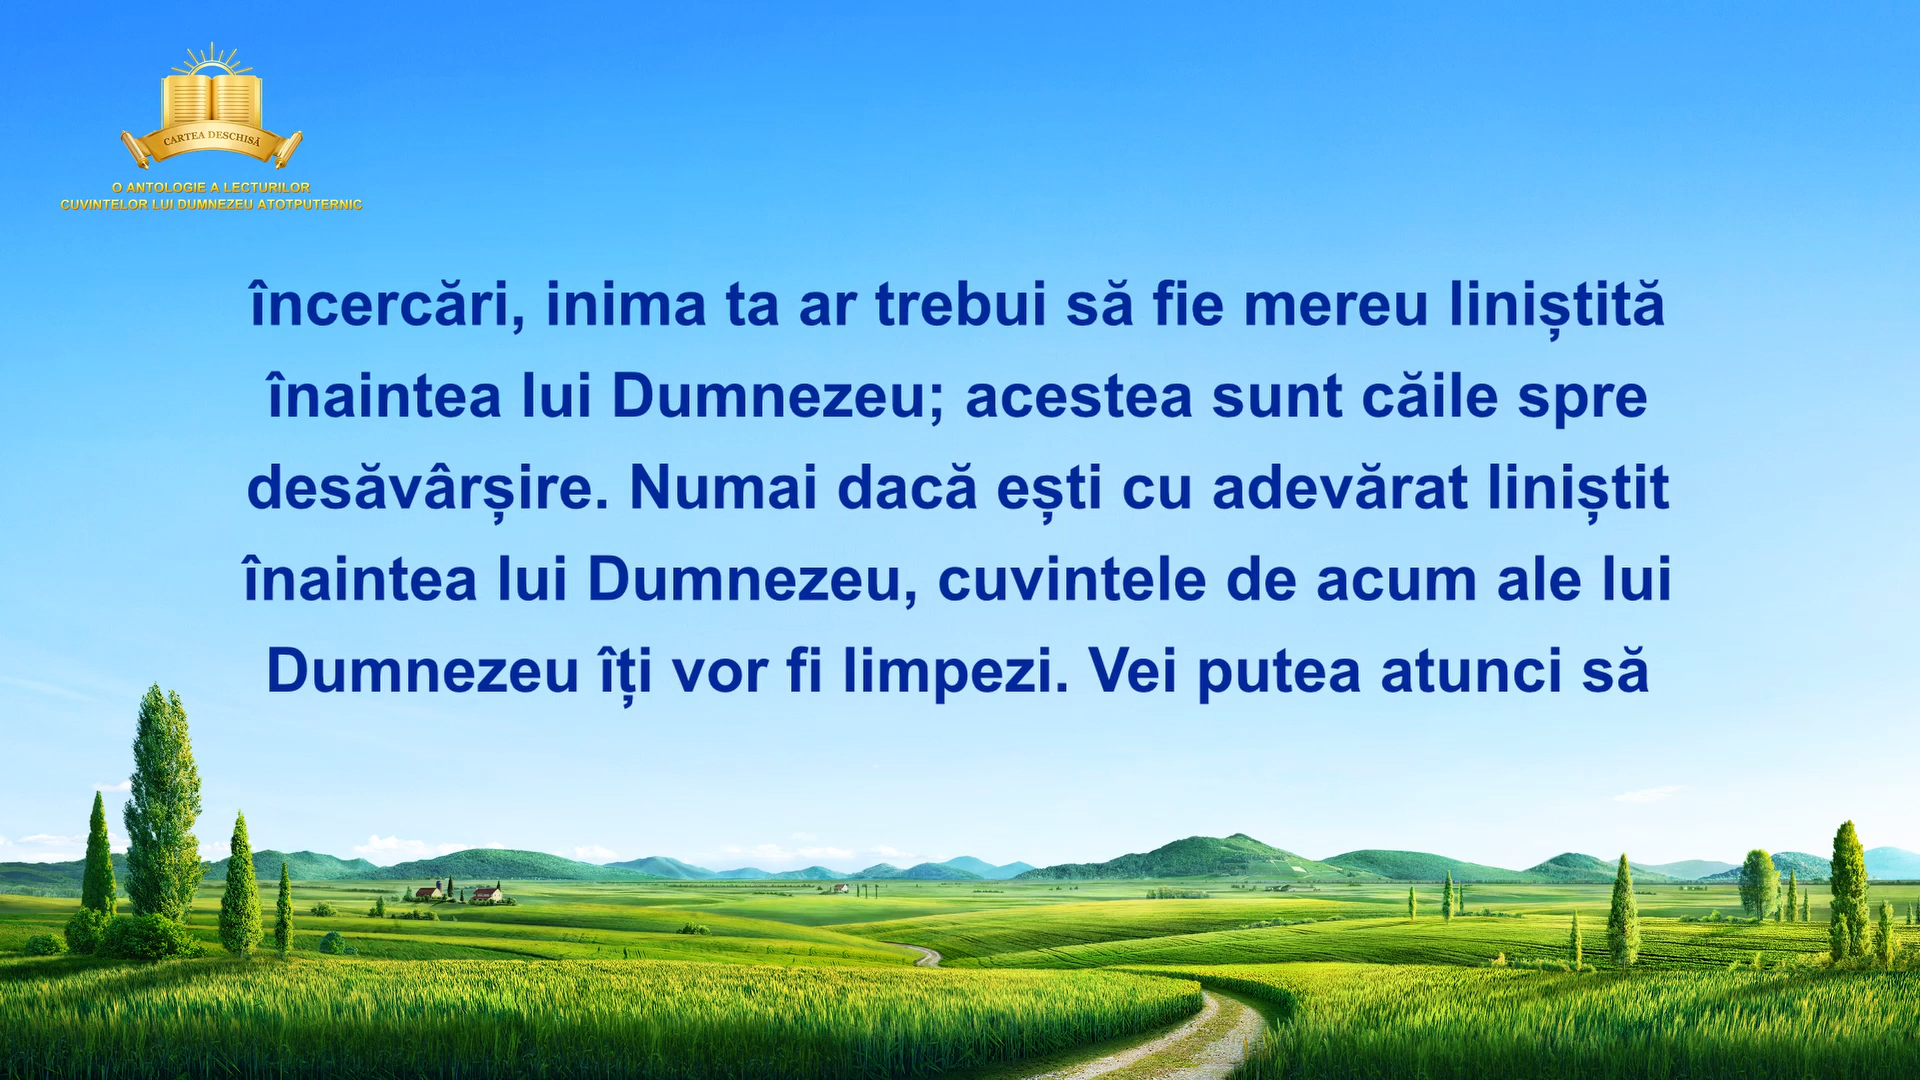 CARTEA DESCHISĂ
O ANTOLOGIE A LECTURILOR
CUVINTELOR LUI DUMNEZEU ATOTPUTERNIC
încercări, inima ta ar trebui să fie mereu liniștită
înaintea lui Dumnezeu; acestea sunt căile spre
desăvârșire. Numai dacă ești cu adevărat liniștit
înaintea lui Dumnezeu, cuvintele de acum ale lui
Dumnezeu îți vor fi limpezi. Vei putea atunci să